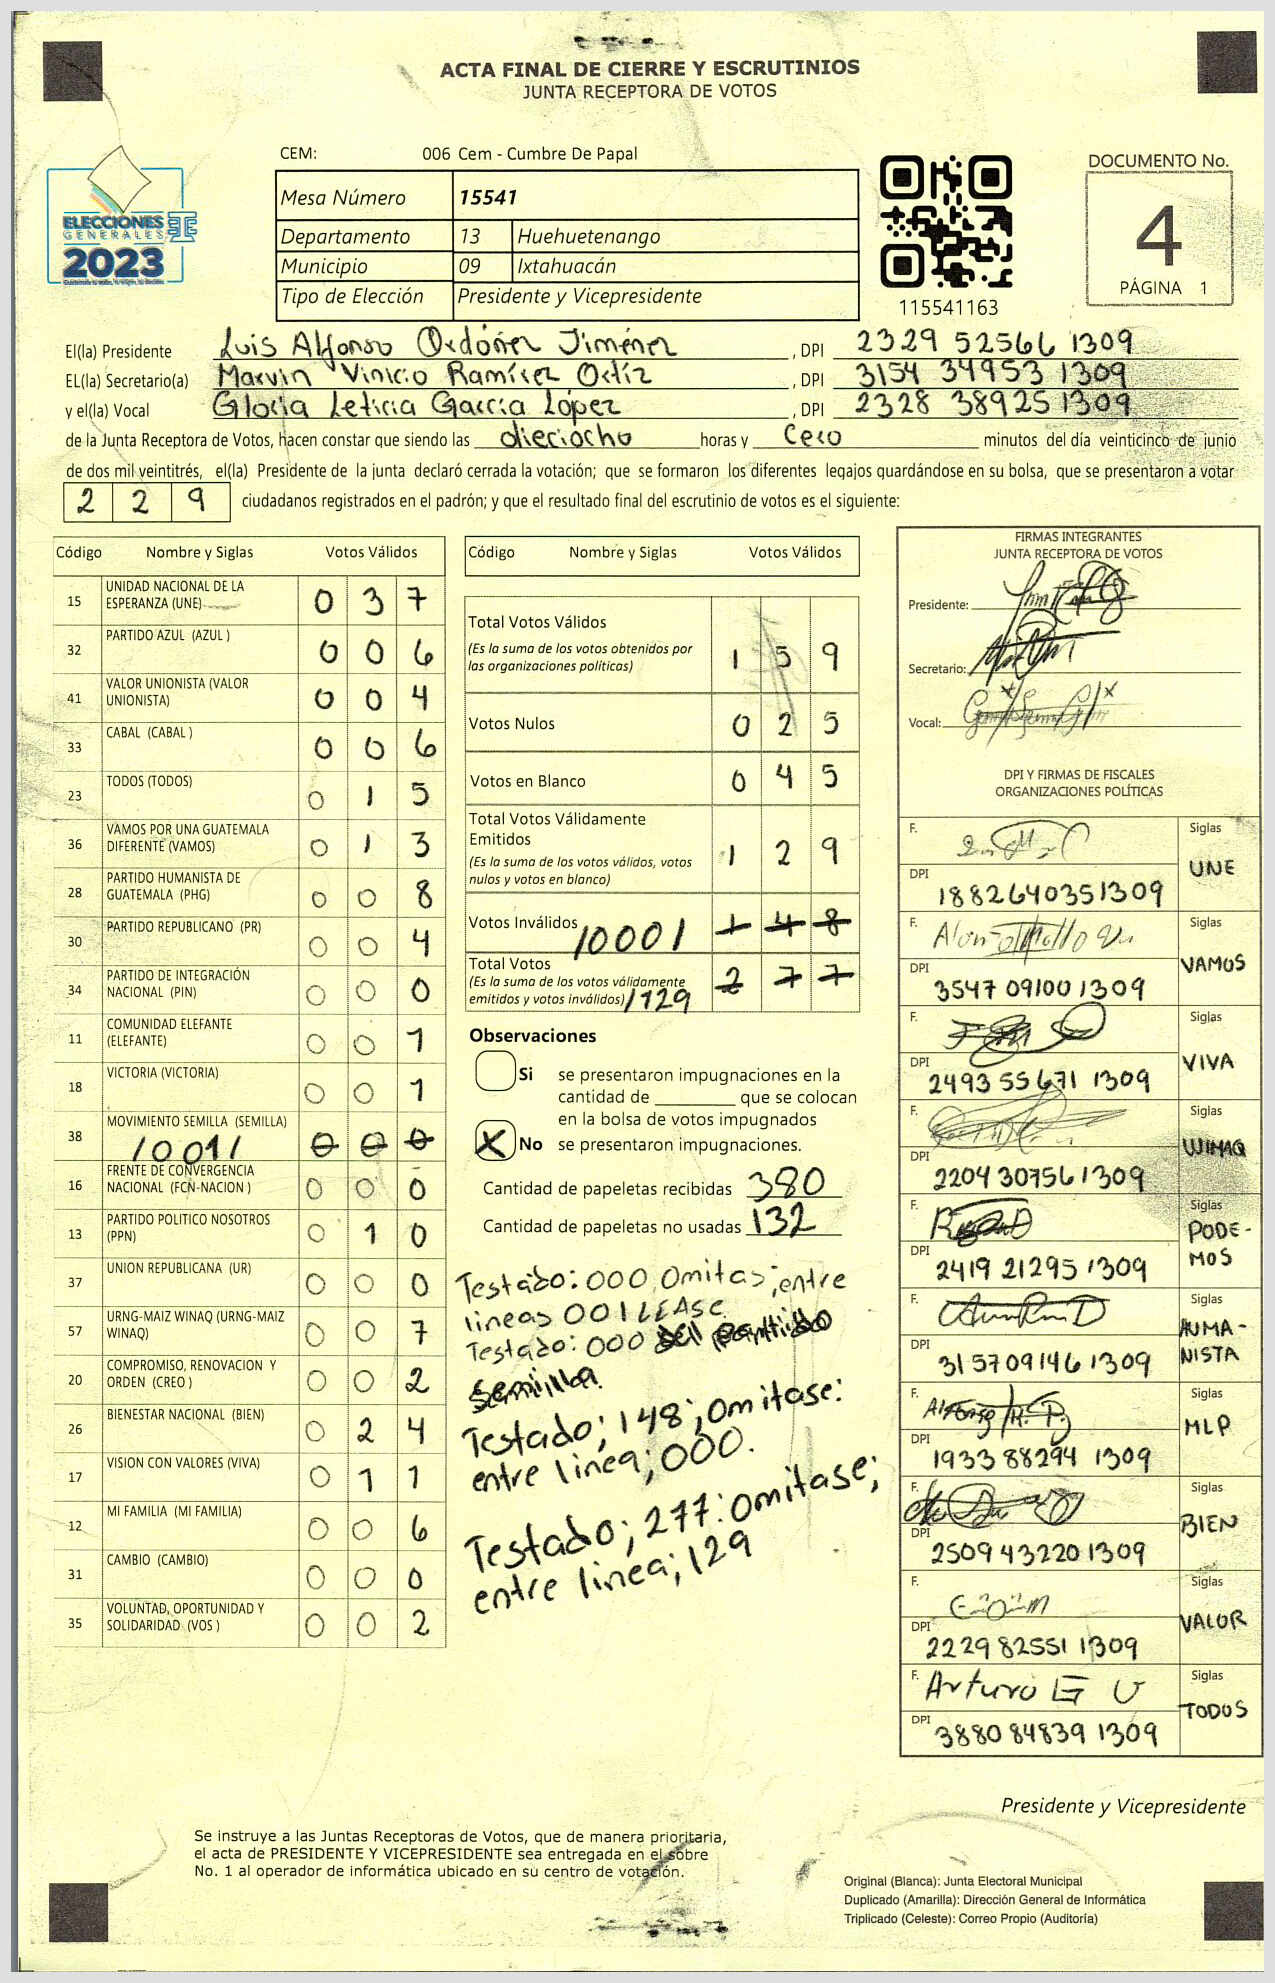 ACTA FINAL DE CIERRE Y ESCRUTINIOS
JUNTA RECEPTORA DE VOTOS
CEM: 006 Cem - Cumbre De Papal
ELECCIONES
GENERALES
2023
Mesa Número 15541
Departamento 13 Huehuetenango
Municipio 09 Ixtahuacán
Tipo de Elección Presidente y Vicepresidente
115541163
DOCUMENTO No.
4
PÁGINA 1
El(la) Presidente Luis Alfonso Ordóñez Jiménez , DPI 2329 52566 1309
EL(la) Secretario(a) Marvin Vinicio Ramírez Ortíz , DPI 3154 34953 1309
y el(la) Vocal Gloria Leticia García López , DPI 2328 38925 1309
de la Junta Receptora de Votos, hacen constar que siendo las dieciocho horas y Cero minutos del día veinticinco de junio
de dos mil veintitrés, el(la) Presidente de la junta declaró cerrada la votación; que se formaron los diferentes legajos guardándose en su bolsa, que se presentaron a votar
2 2 9 ciudadanos registrados en el padrón; y que el resultado final del escrutinio de votos es el siguiente:
Código Nombre y Siglas Votos Válidos
15 UNIDAD NACIONAL DE LA
ESPERANZA (UNE) 0 3 7
32 PARTIDO AZUL (AZUL ) 0 0 6
41 VALOR UNIONISTA (VALOR
UNIONISTA) 0 0 4
33 CABAL (CABAL ) 0 0 6
23 TODOS (TODOS) 0 1 5
36 VAMOS POR UNA GUATEMALA
DIFERENTE (VAMOS) 0 1 3
28 PARTIDO HUMANISTA DE
GUATEMALA (PHG) 0 0 8
30 PARTIDO REPUBLICANO (PR) 0 0 4
34 PARTIDO DE INTEGRACIÓN
NACIONAL (PIN) 0 0 0
11 COMUNIDAD ELEFANTE
(ELEFANTE) 0 0 1
18 VICTORIA (VICTORIA) 0 0 1
38 MOVIMIENTO SEMILLA (SEMILLA)
/001/ 0 0 0
16 FRENTE DE CONVERGENCIA
NACIONAL (FCN-NACION ) 0 0 0
13 PARTIDO POLITICO NOSOTROS
(PPN) 0 1 0
37 UNION REPUBLICANA (UR) 0 0 0
57 URNG-MAIZ WINAQ (URNG-MAIZ
WINAQ) 0 0 7
20 COMPROMISO, RENOVACION Y
ORDEN (CREO ) 0 0 2
26 BIENESTAR NACIONAL (BIEN) 0 2 4
17 VISION CON VALORES (VIVA) 0 1 1
12 MI FAMILIA (MI FAMILIA) 0 0 6
31 CAMBIO (CAMBIO) 0 0 0
35 VOLUNTAD, OPORTUNIDAD Y
SOLIDARIDAD (VOS ) 0 0 2
Código Nombre y Siglas Votos Válidos
Total Votos Válidos
(Es la suma de los votos obtenidos por
las organizaciones políticas) 1 5 9
Votos Nulos 0 2 5
Votos en Blanco 0 4 5
Total Votos Válidamente
Emitidos
(Es la suma de los votos válidos, votos
nulos y votos en blanco) 1 2 9
Votos Inválidos /000/ 1 4 8
Total Votos
(Es la suma de los votos válidamente
emitidos y votos inválidos) /129 2 7 7
Observaciones
Si se presentaron impugnaciones en la
cantidad de ________ que se colocan
en la bolsa de votos impugnados
X No se presentaron impugnaciones.
Cantidad de papeletas recibidas 380
Cantidad de papeletas no usadas 132
Testado: 000 Omitas; entre
lineas 001 LEASE.
Testado: 000 del partido
Semilla.
Testado; 148; omitase:
entre linea; 000.
Testado; 277: omitase;
entre linea; 129
FIRMAS INTEGRANTES
JUNTA RECEPTORA DE VOTOS
Presidente:
Secretario:
Vocal:
DPI Y FIRMAS DE FISCALES
ORGANIZACIONES POLÍTICAS
F. Siglas
UNE
DPI 1882640351309
F. Siglas
VAMOS
DPI 3547 09100 1309
F. Siglas
VIVA
DPI 2493 55671 1309
F. Siglas
WINAQ
DPI 2204 30756 1309
F. Siglas
PODE-
MOS
DPI 2419 21295 1309
F. Siglas
HUMA-
NISTA
DPI 3157091461309
F. Siglas
MLP
DPI 1933 88294 1309
F. Siglas
BIEN
DPI 2509 43220 1309
F. Siglas
VALOR
DPI 2229 82551 1309
F. Arturo E U Siglas
TODOS
DPI 3880 84839 1309
Presidente y Vicepresidente
Se instruye a las Juntas Receptoras de Votos, que de manera prioritaria,
el acta de PRESIDENTE Y VICEPRESIDENTE sea entregada en el sobre
No. 1 al operador de informática ubicado en su centro de votación.
Original (Blanca): Junta Electoral Municipal
Duplicado (Amarilla): Dirección General de Informática
Triplicado (Celeste): Correo Propio (Auditoría)